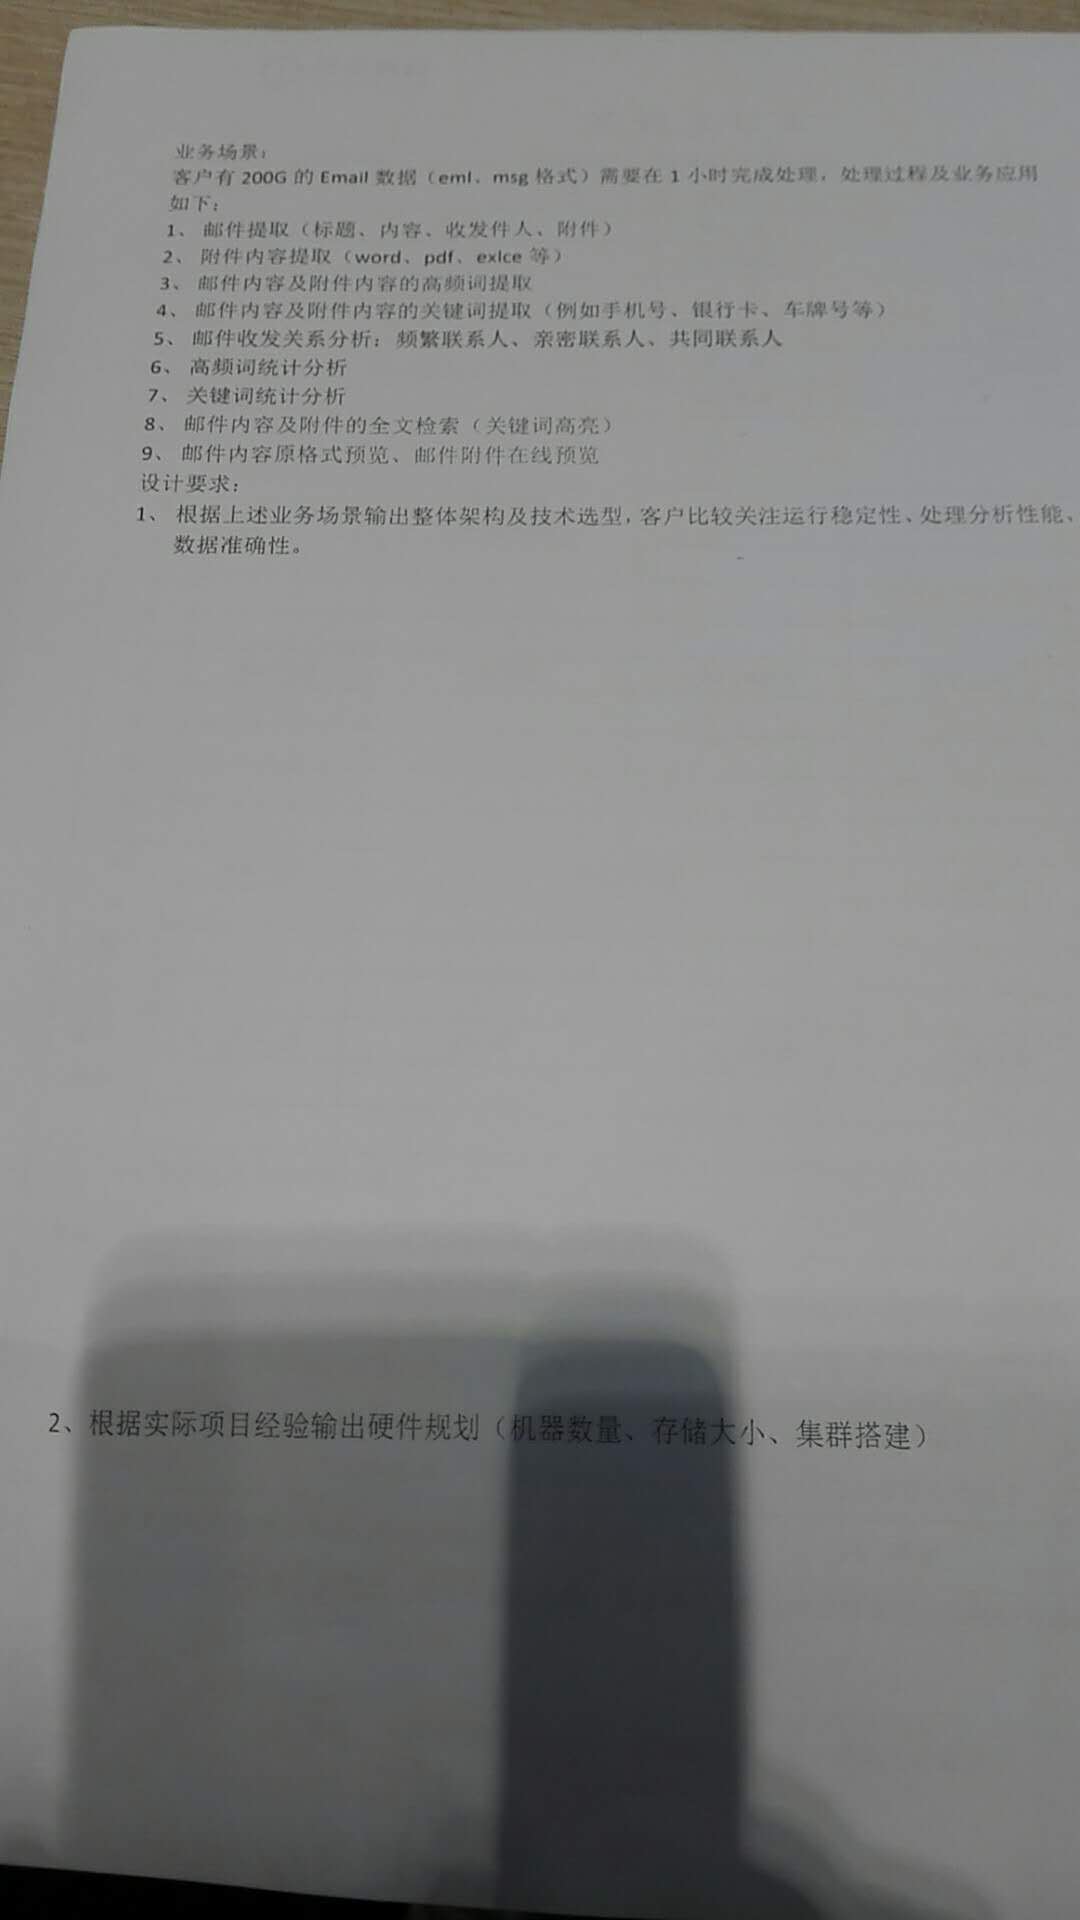 业务场景：
客户有 200G 的 Email 数据（eml、msg 格式）需要在 1 小时完成处理，处理过程及业务应用
如下：
1、 邮件提取（标题、内容、收发件人、附件）
2、 附件内容提取（word、pdf、exlce 等）
3、 邮件内容及附件内容的高频词提取
4、 邮件内容及附件内容的关键词提取（例如手机号、银行卡、车牌号等）
5、 邮件收发关系分析：频繁联系人、亲密联系人、共同联系人
6、 高频词统计分析
7、 关键词统计分析
8、 邮件内容及附件的全文检索（关键词高亮）
9、 邮件内容原格式预览、邮件附件在线预览
设计要求：
1、 根据上述业务场景输出整体架构及技术选型，客户比较关注运行稳定性、处理分析性能、
数据准确性。
2、根据实际项目经验输出硬件规划（机器数量、存储大小、集群搭建）